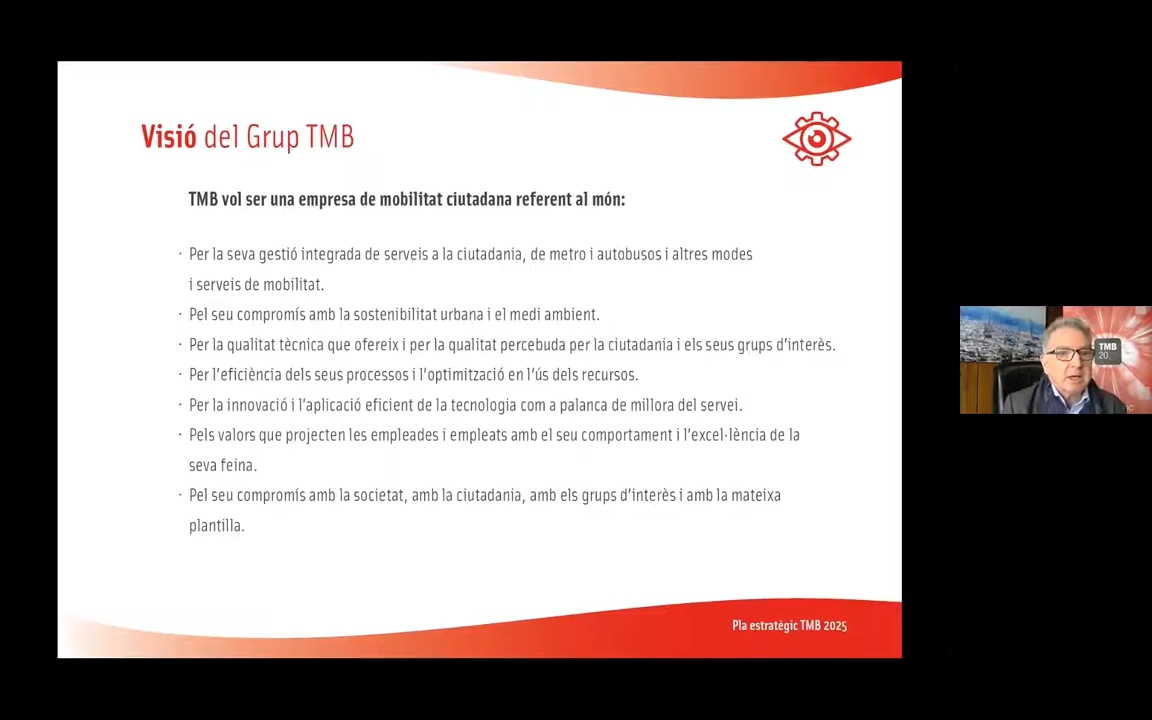 Visió del Grup TMB
TMB vol ser una empresa de mobilitat ciutadana referent al món:
· Per la seva gestió integrada de serveis a la ciutadania, de metro i autobusos i altres modes
i serveis de mobilitat.
· Pel seu compromís amb la sostenibilitat urbana i el medi ambient.
· Per la qualitat tècnica que ofereix i per la qualitat percebuda per la ciutadania i els seus grups d'interès.
· Per l'eficiència dels seus processos i l'optimització en l'ús dels recursos.
· Per la innovació i l'aplicació eficient de la tecnologia com a palanca de millora del servei.
· Pels valors que projecten les empleades i empleats amb el seu comportament i l'excel·lència de la
seva feina.
· Pel seu compromís amb la societat, amb la ciutadania, amb els grups d'interès i amb la mateixa
plantilla.
Pla estratègic TMB 2025
TMB
20